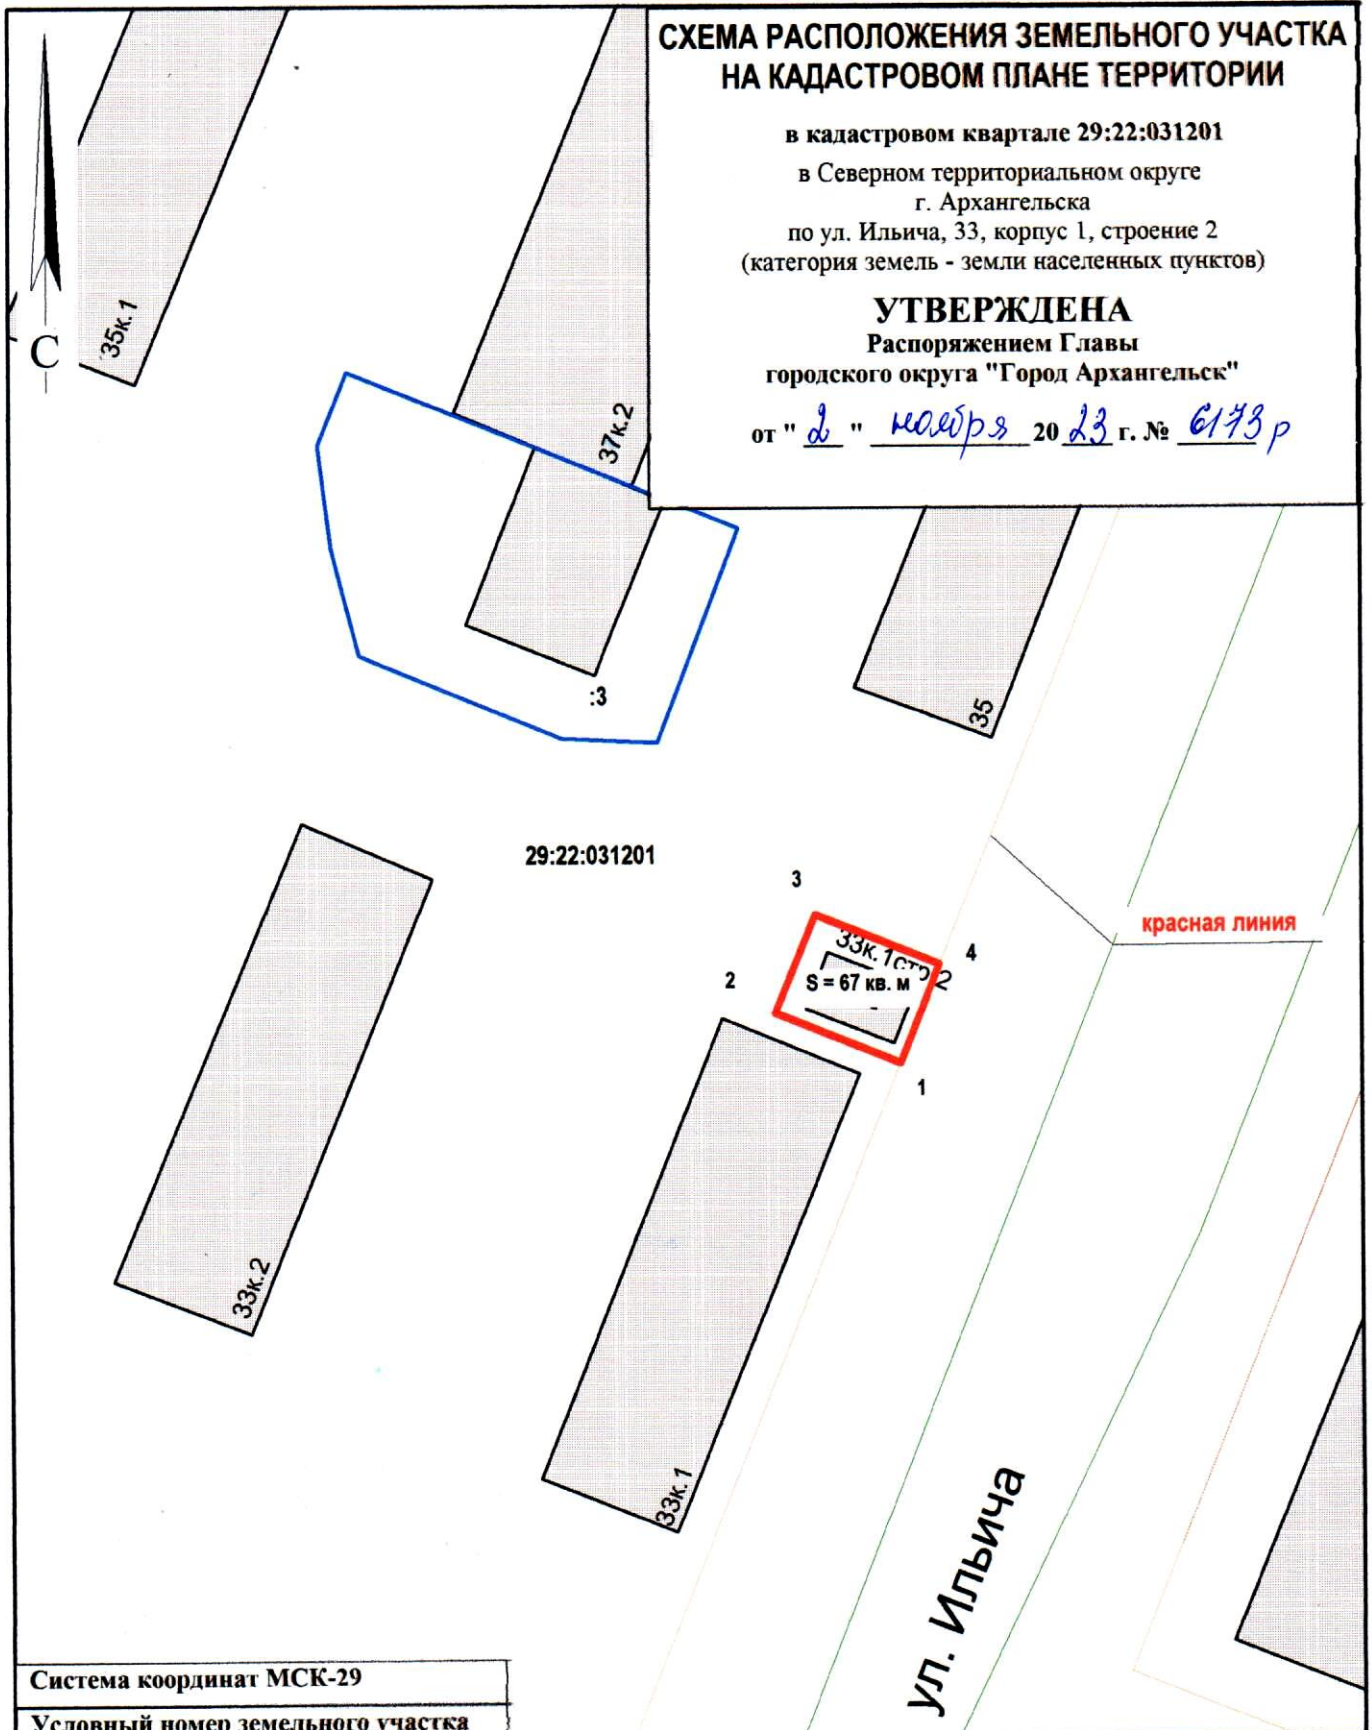 СХЕМА РАСПОЛОЖЕНИЯ ЗЕМЕЛЬНОГО УЧАСТКА
НА КАДАСТРОВОМ ПЛАНЕ ТЕРРИТОРИИ
в кадастровом квартале 29:22:031201
в Северном территориальном округе
г. Архангельска
по ул. Ильича, 33, корпус 1, строение 2
(категория земель - земли населенных пунктов)
УТВЕРЖДЕНА
Распоряжением Главы
городского округа "Город Архангельск"
от " 2 " ноября 20 23 г. № 6173р
С
35к.1
37к.2
:3
35
29:22:031201
3
красная линия
33к.1стр.2
4
2
S = 67 кв. м
1
33к.2
33к.1
ул. Ильича
Система координат МСК-29
Условный номер земельного участка